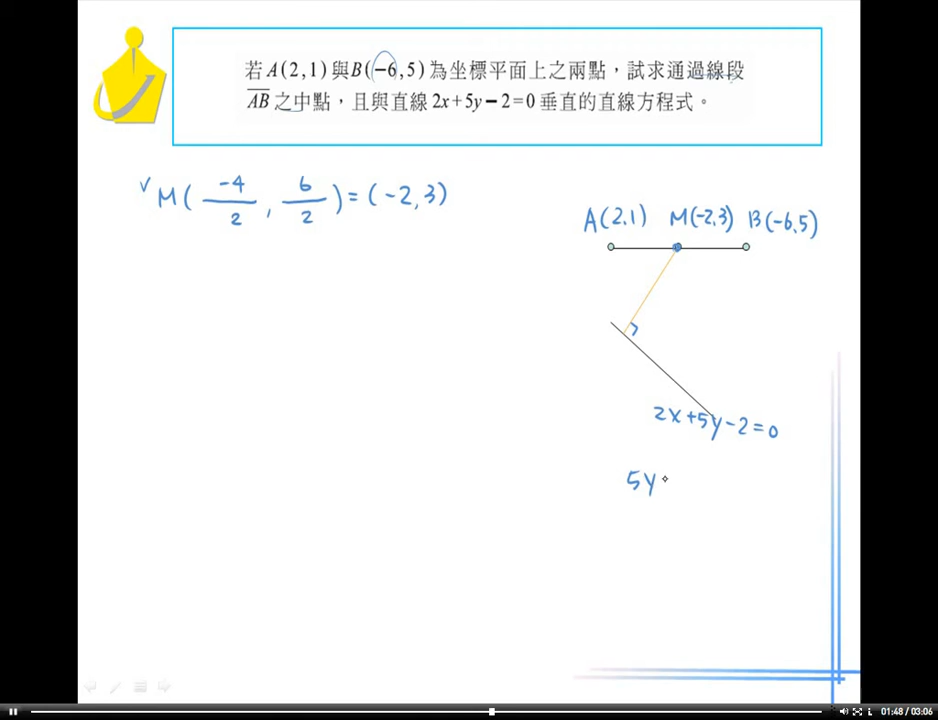 若A(2,1)與B(−6,5)為坐標平面上之兩點，試求通過線段
AB之中點，且與直線2x+5y−2=0垂直的直線方程式。
M(-4/2, 6/2)=(-2,3)
A(2,1) M(-2,3) B(-6,5)
2x+5y-2=0
5y
01:48 / 03:06